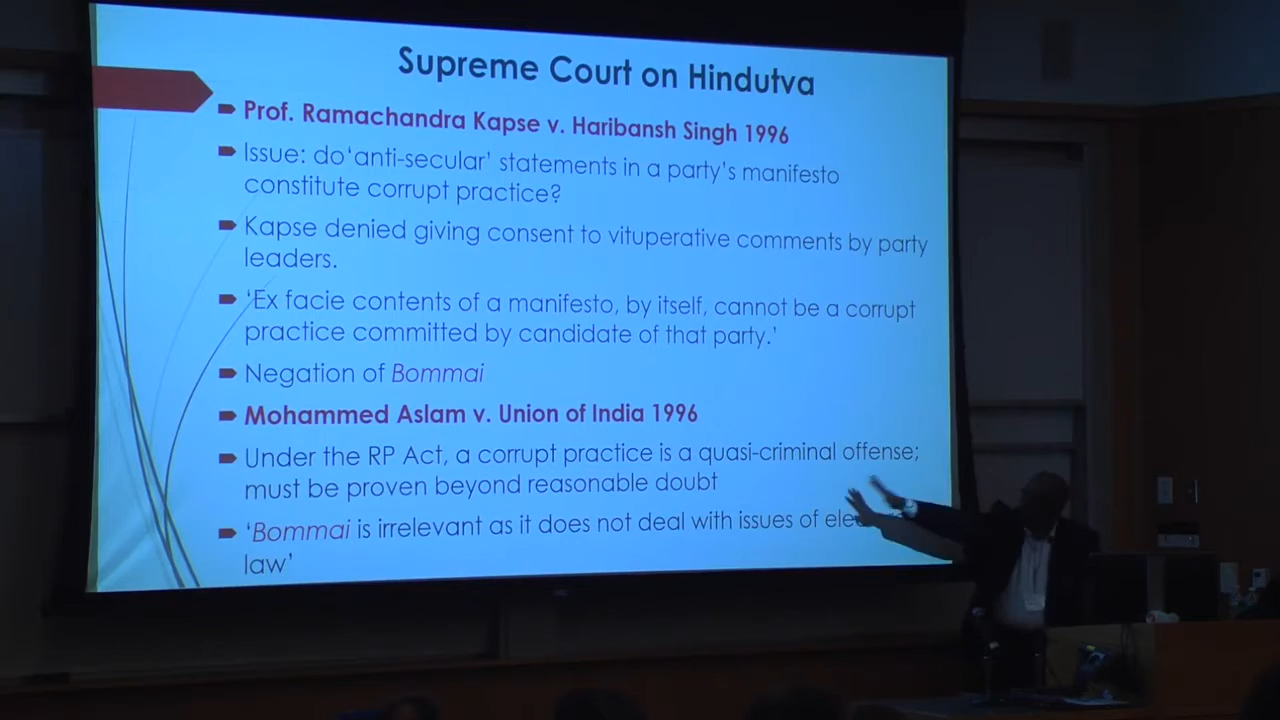 Supreme Court on Hindutva
Prof. Ramachandra Kapse v. Haribansh Singh 1996
Issue: do‘anti-secular’ statements in a party’s manifesto
constitute corrupt practice?
Kapse denied giving consent to vituperative comments by party
leaders.
‘Ex facie contents of a manifesto, by itself, cannot be a corrupt
practice committed by candidate of that party.’
Negation of Bommai
Mohammed Aslam v. Union of India 1996
Under the RP Act, a corrupt practice is a quasi-criminal offense;
must be proven beyond reasonable doubt
‘Bommai is irrelevant as it does not deal with issues of
law’